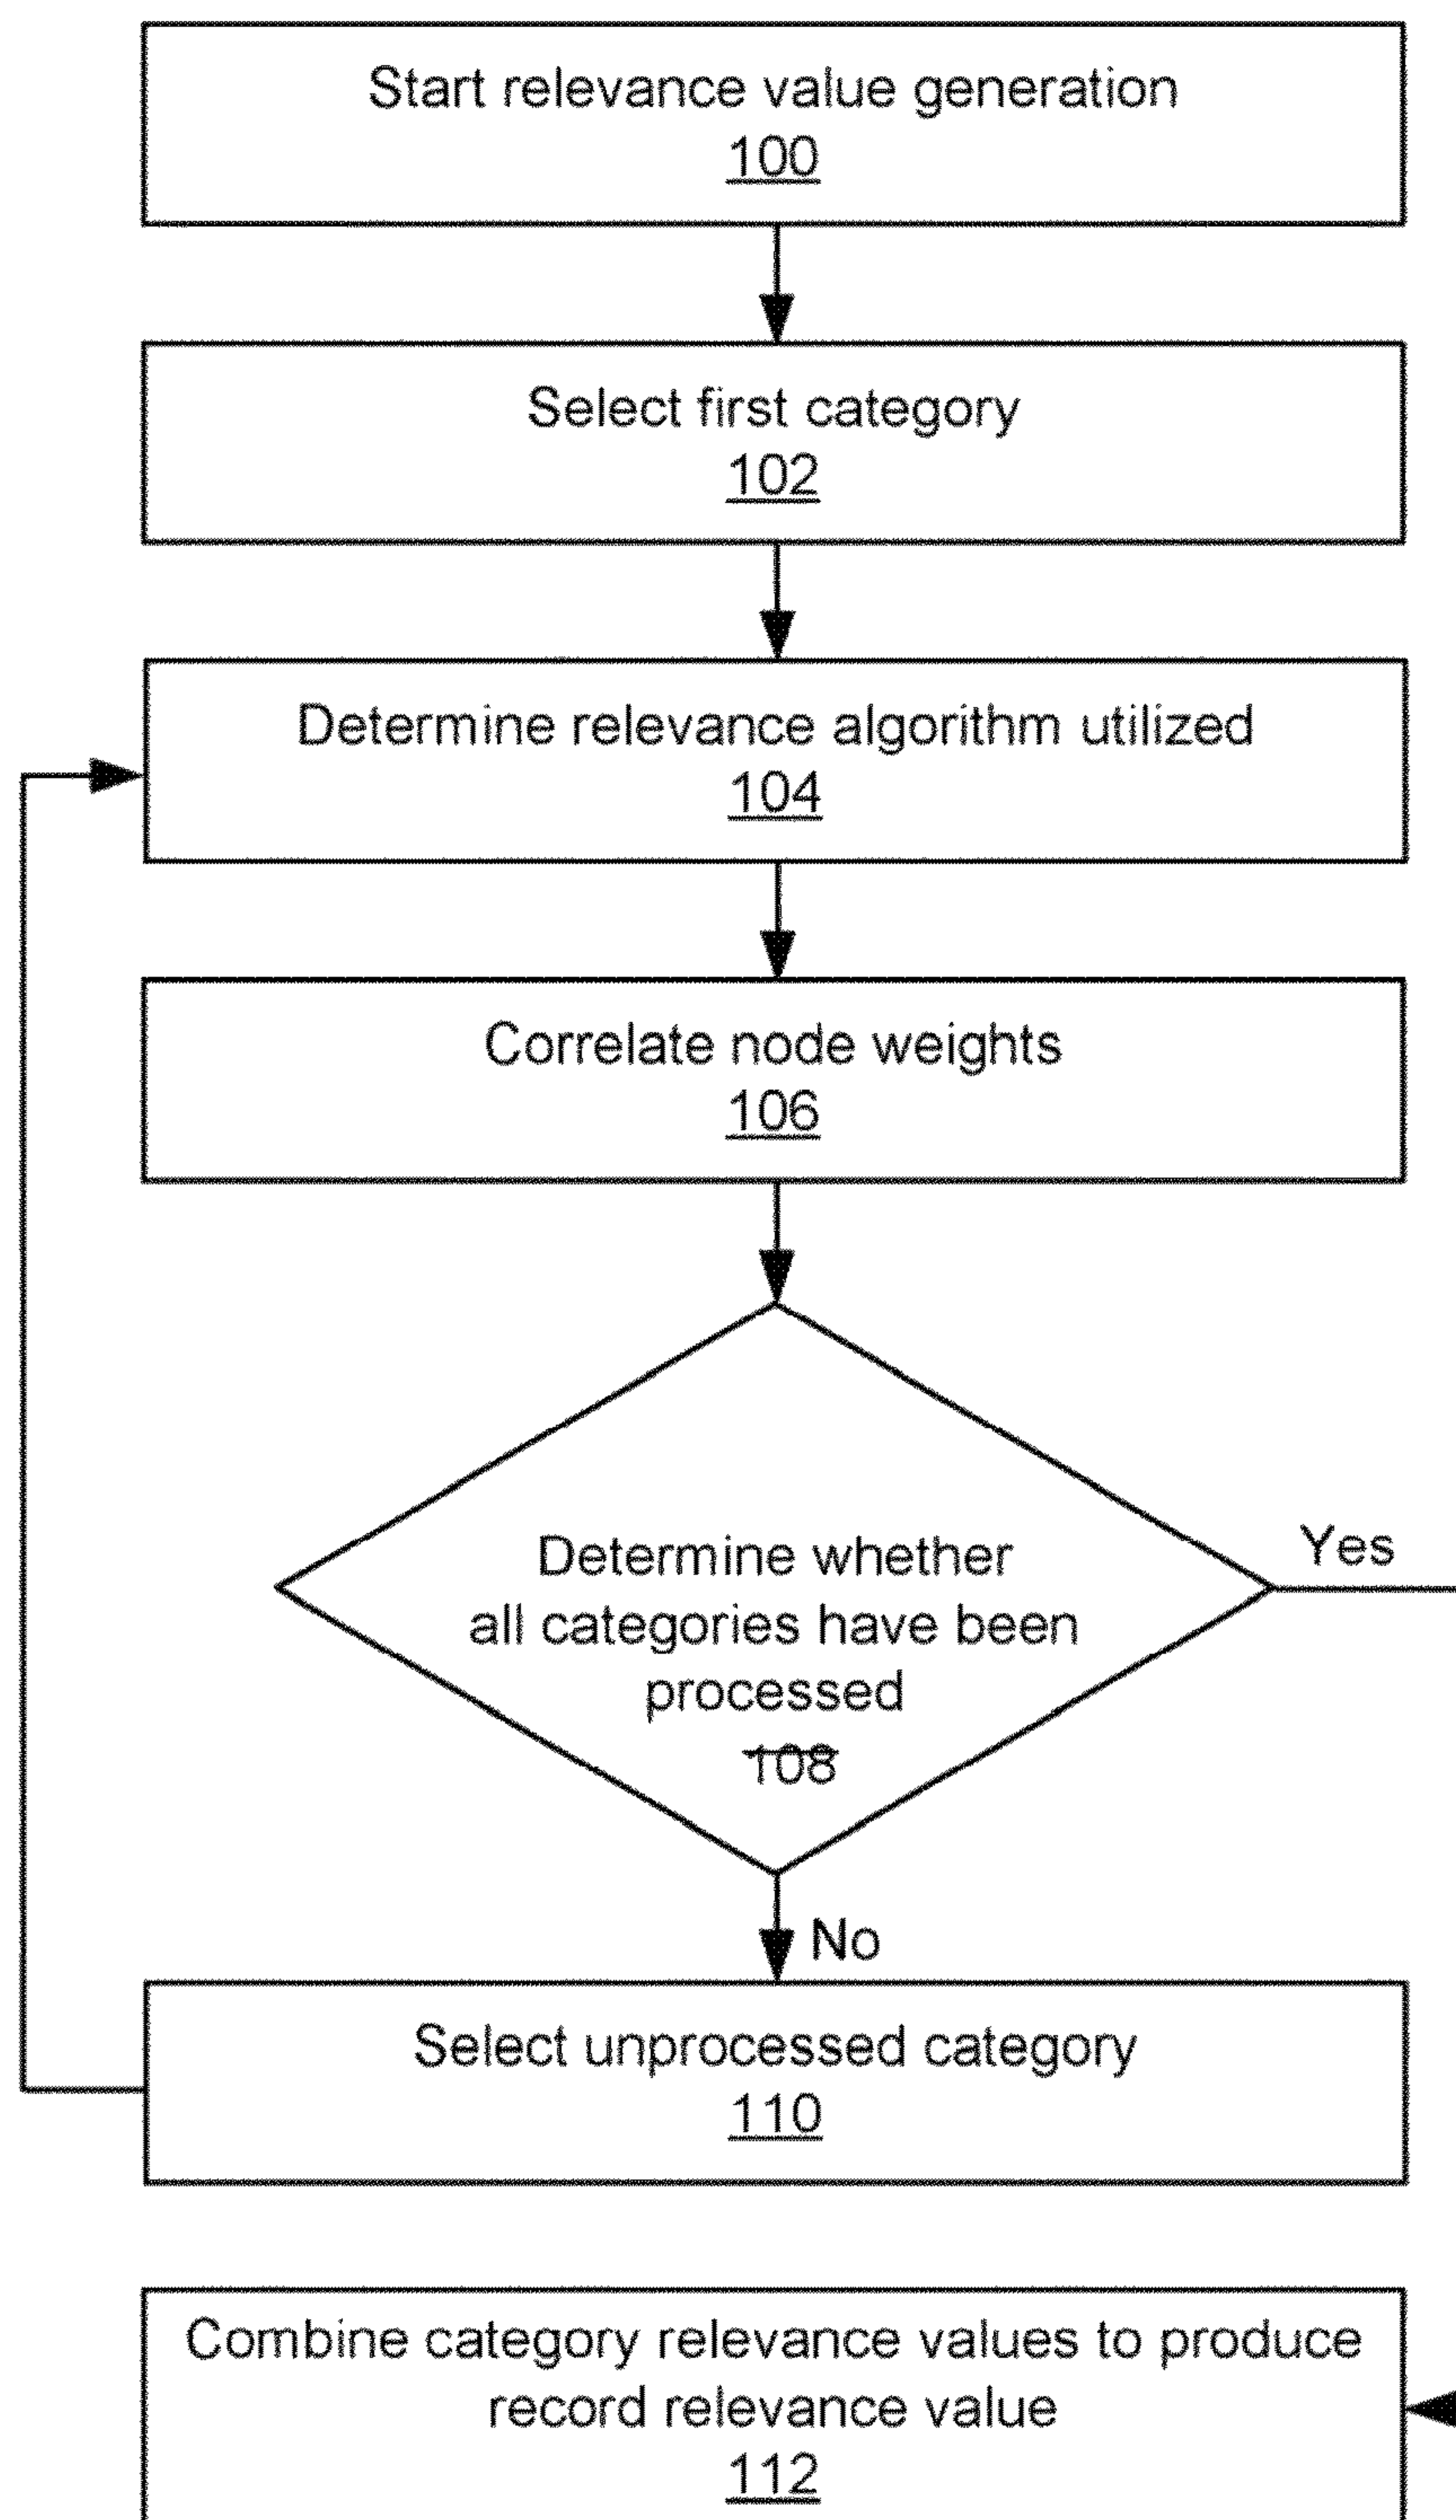 Start relevance value generation
100
Select first category
102
Determine relevance algorithm utilized
104
Correlate node weights
106
Determine whether
all categories have been
processed
108
Yes
No
Select unprocessed category
110
Combine category relevance values to produce
record relevance value
112